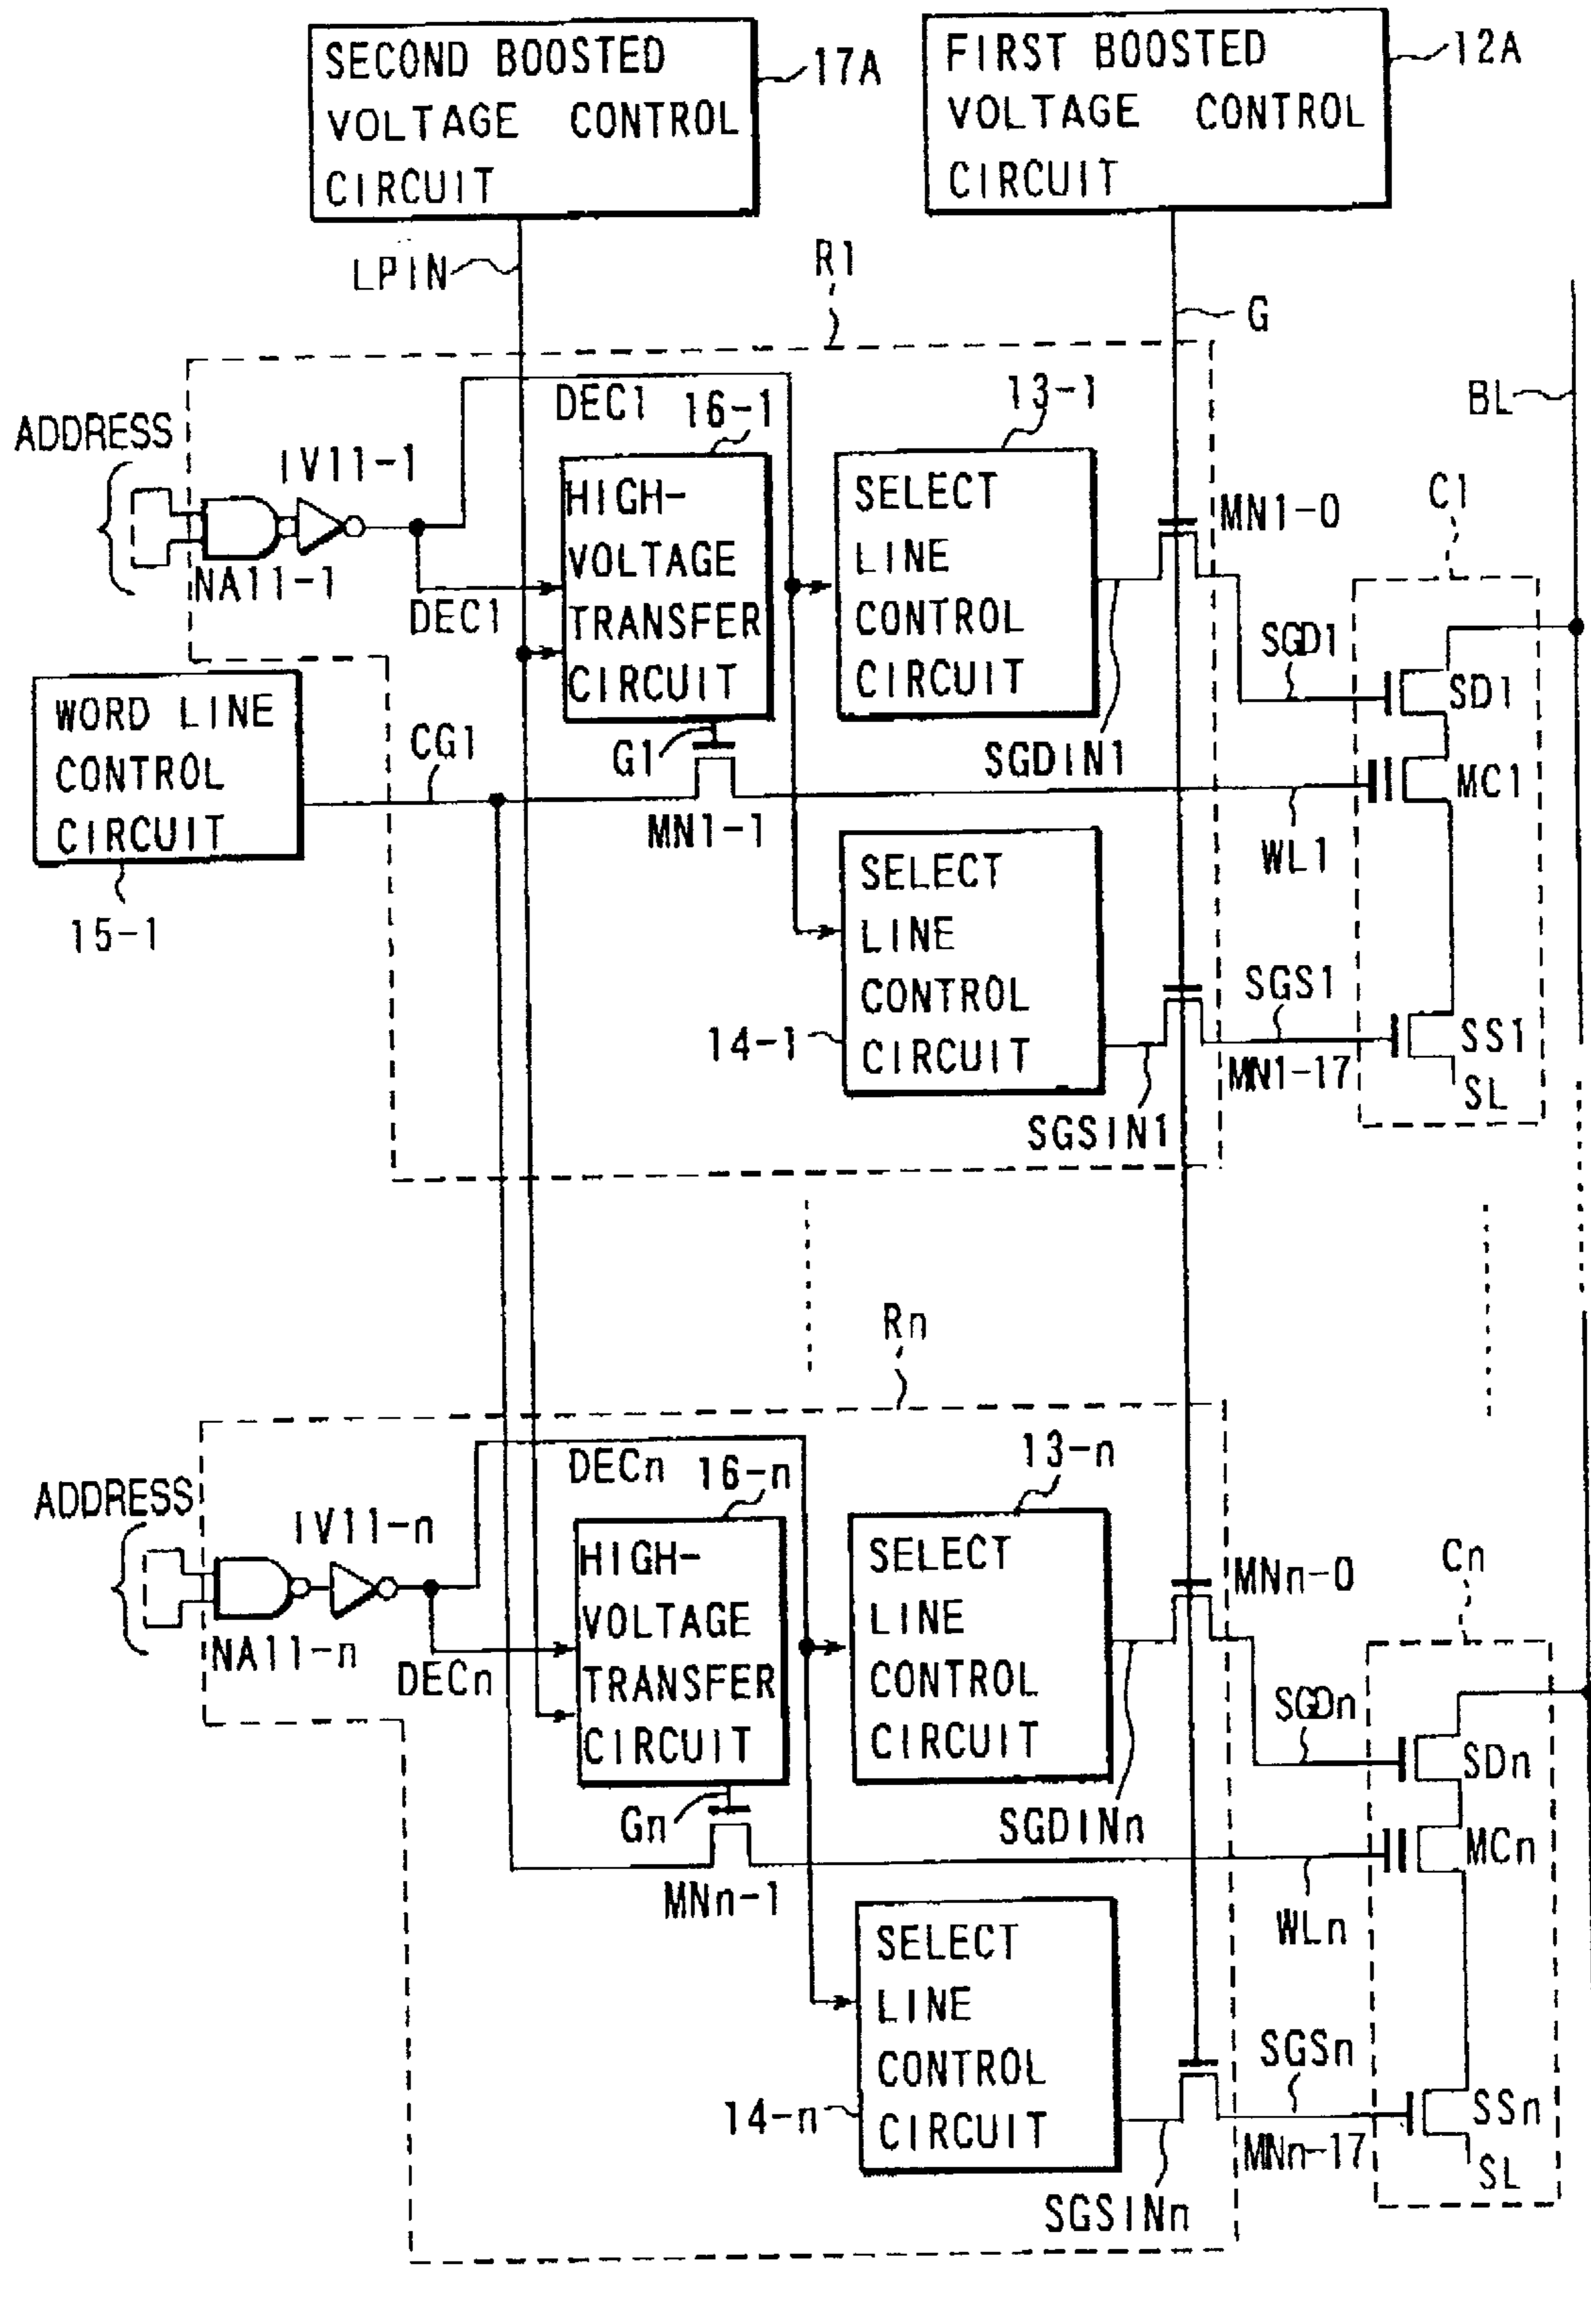 SECOND BOOSTED
VOLTAGE CONTROL
CIRCUIT
17A
FIRST BOOSTED
VOLTAGE CONTROL
CIRCUIT
12A
LPIN
R1
G
BL
ADDRESS
IV11-1
NA11-1
DEC1
DEC1
16-1
HIGH-
VOLTAGE
TRANSFER
CIRCUIT
13-1
SELECT
LINE
CONTROL
CIRCUIT
MN1-0
C1
SGD1
SD1
WORD LINE
CONTROL
CIRCUIT
15-1
CG1
G1
MN1-1
SGDIN1
MC1
WL1
SELECT
LINE
CONTROL
CIRCUIT
14-1
SGS1
MN1-17
SS1
SL
SGSIN1
Rn
ADDRESS
IV11-n
NA11-n
DECn
DECn
16-n
HIGH-
VOLTAGE
TRANSFER
CIRCUIT
13-n
SELECT
LINE
CONTROL
CIRCUIT
MNn-0
Cn
SGDn
SDn
Gn
MNn-1
SGDINn
MCn
WLn
SELECT
LINE
CONTROL
CIRCUIT
14-n
SGSn
MNn-17
SSn
SL
SGSINn